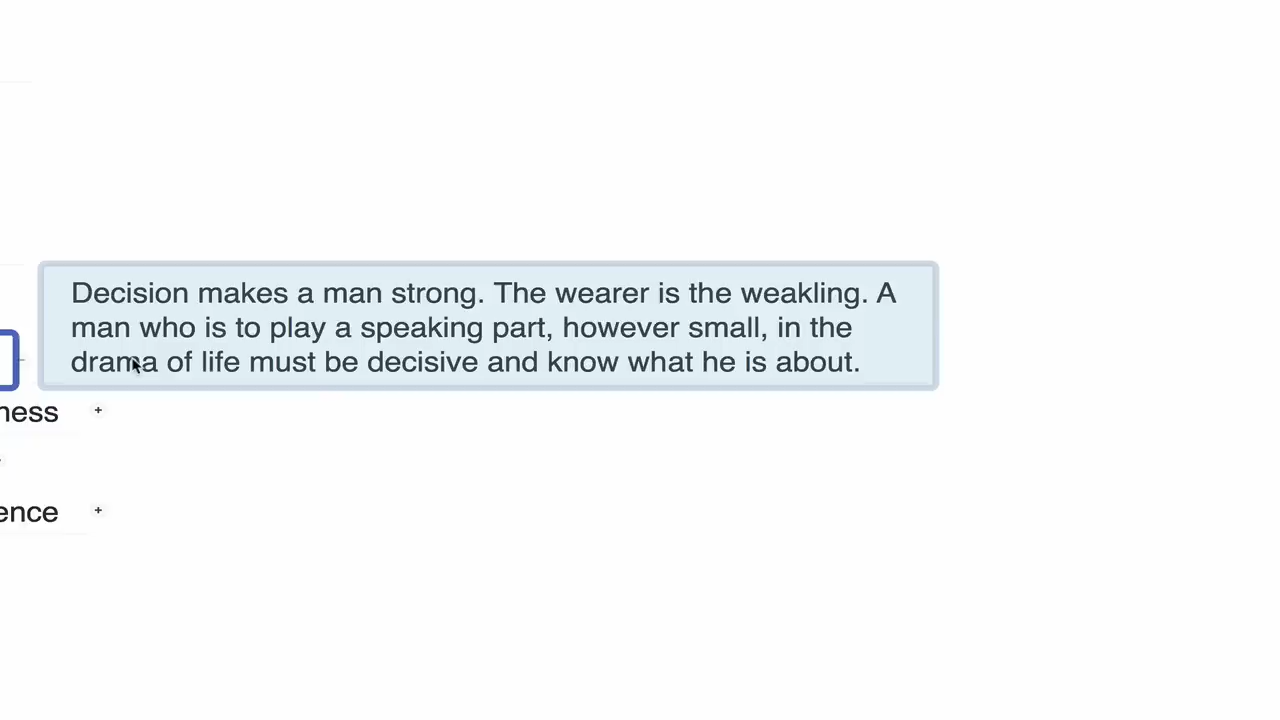 Decision makes a man strong. The wearer is the weakling. A
man who is to play a speaking part, however small, in the
drama of life must be decisive and know what he is about.
ness +
ence +